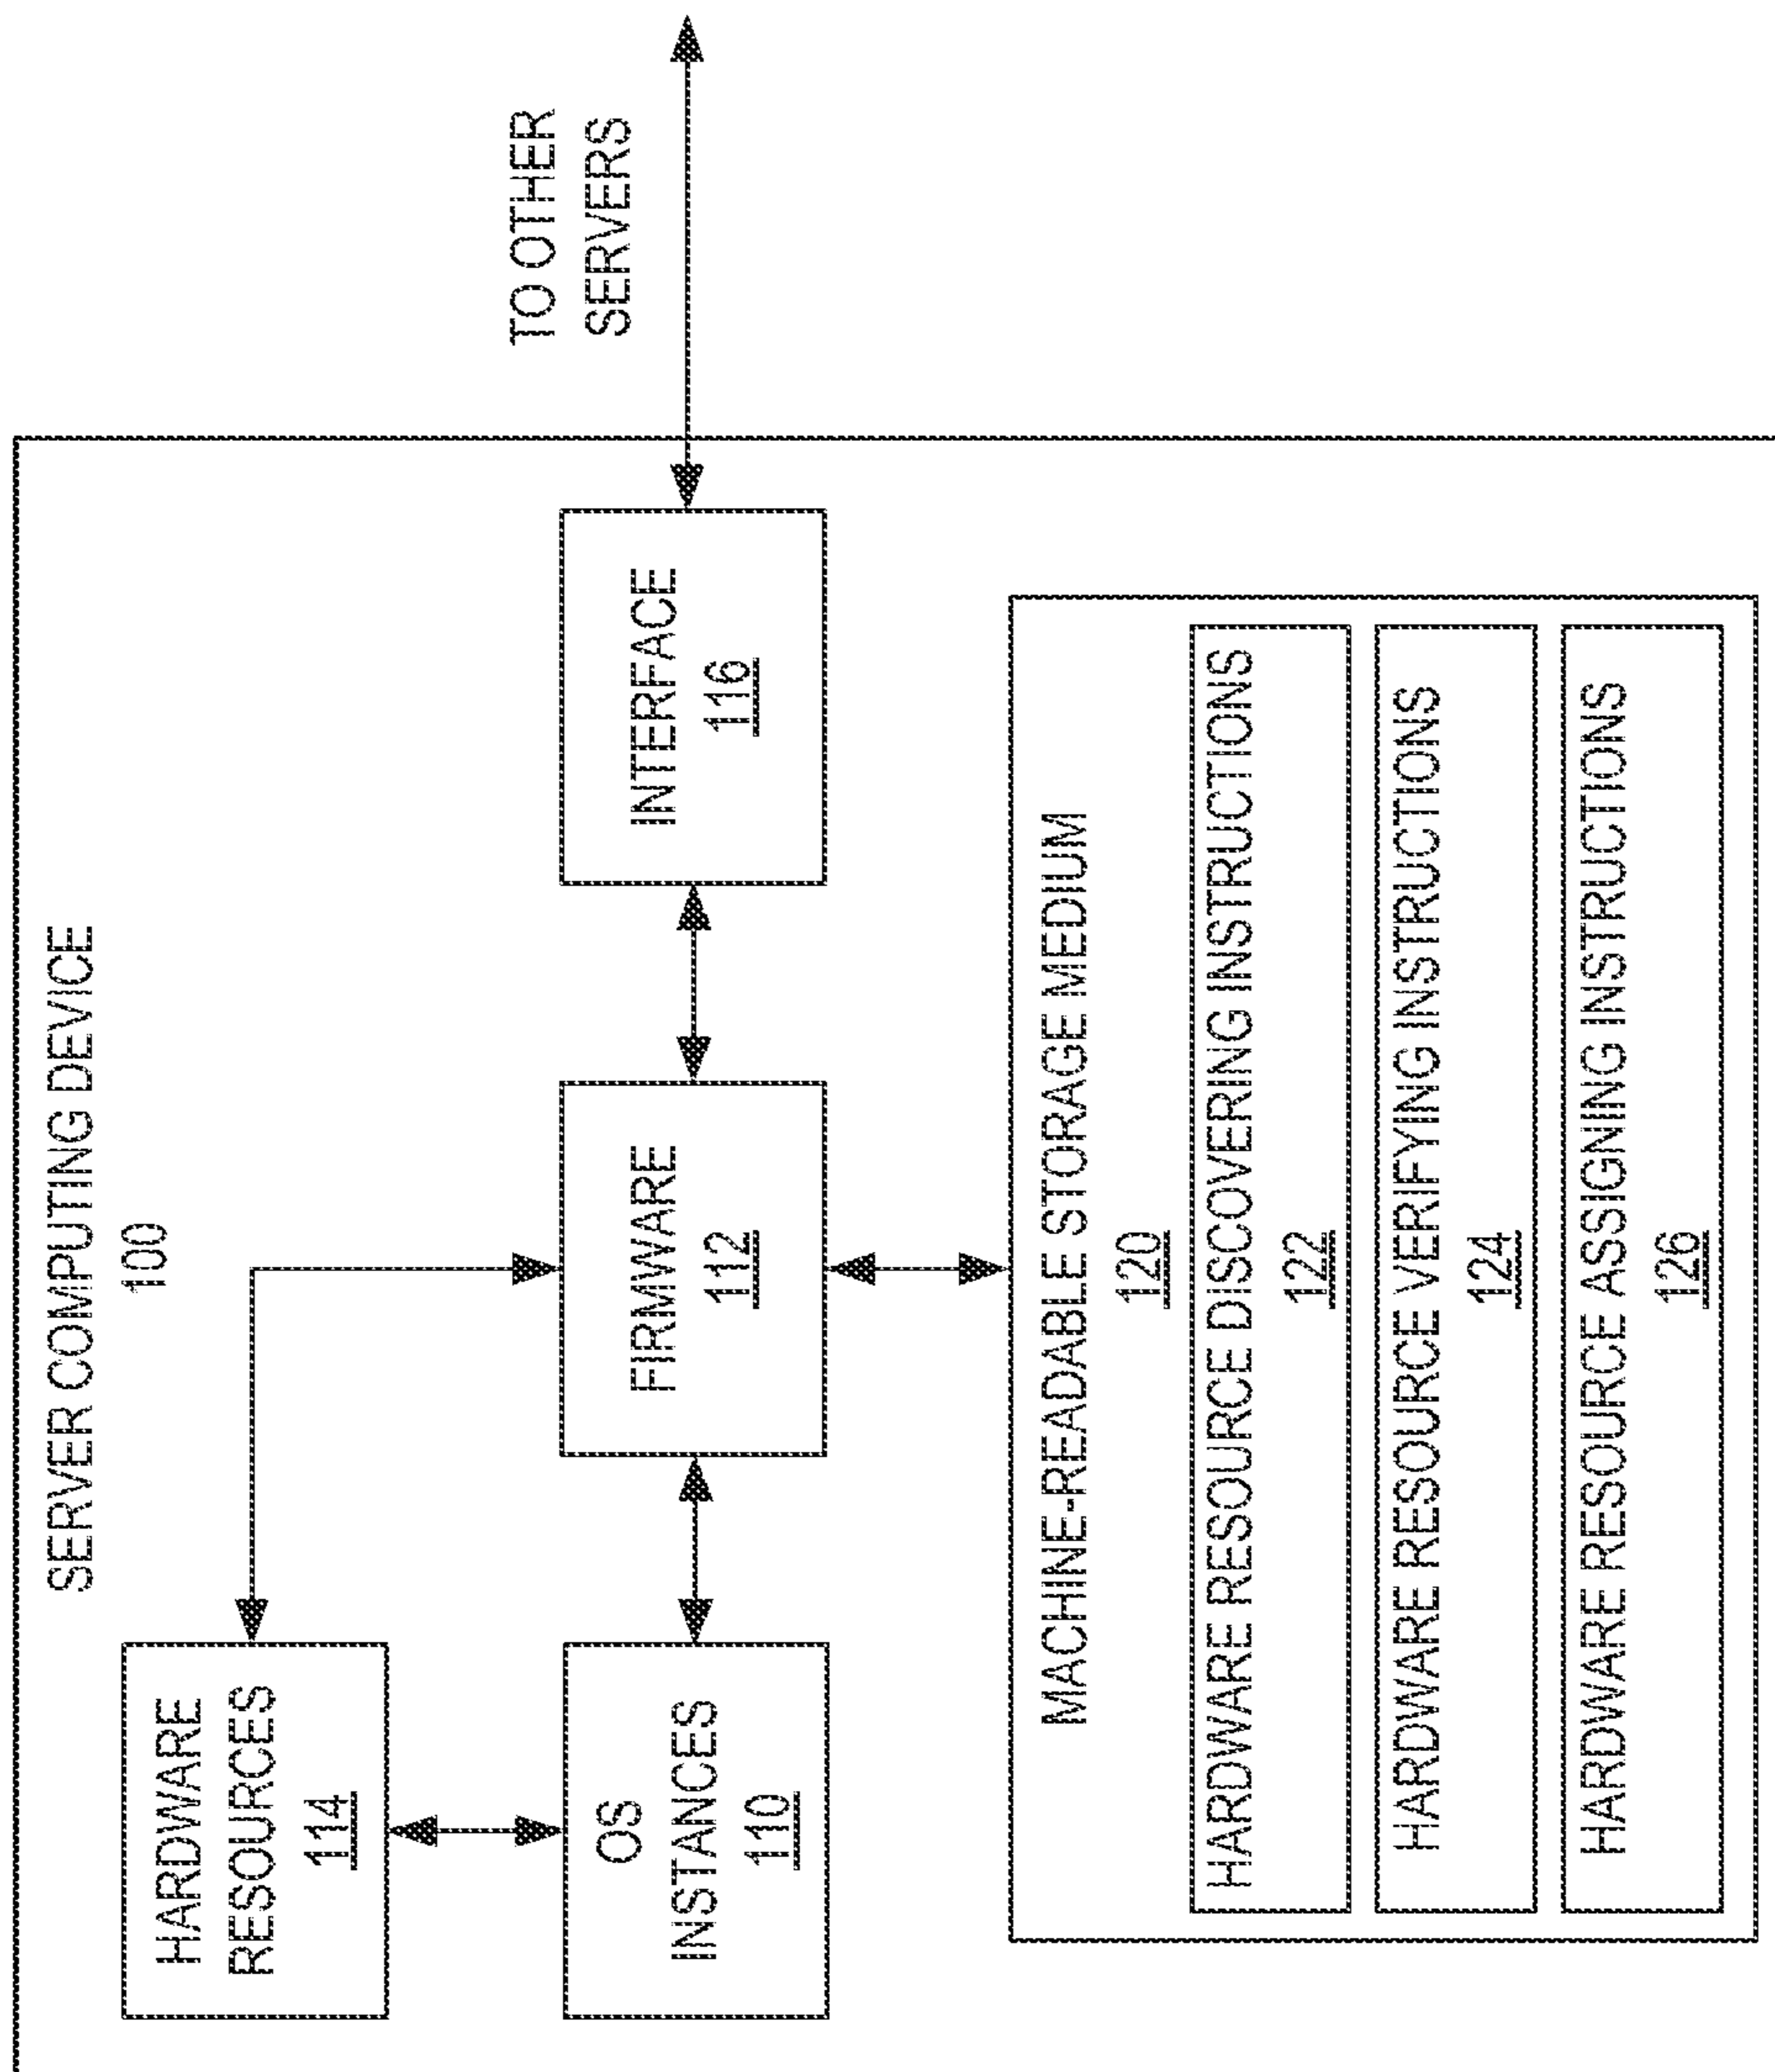 SERVER COMPUTING DEVICE
100
HARDWARE
RESOURCES
114
OS
INSTANCES
110
FIRMWARE
112
INTERFACE
116
TO OTHER
SERVERS
MACHINE-READABLE STORAGE MEDIUM
120
HARDWARE RESOURCE DISCOVERING INSTRUCTIONS
122
HARDWARE RESOURCE VERIFYING INSTRUCTIONS
124
HARDWARE RESOURCE ASSIGNING INSTRUCTIONS
126